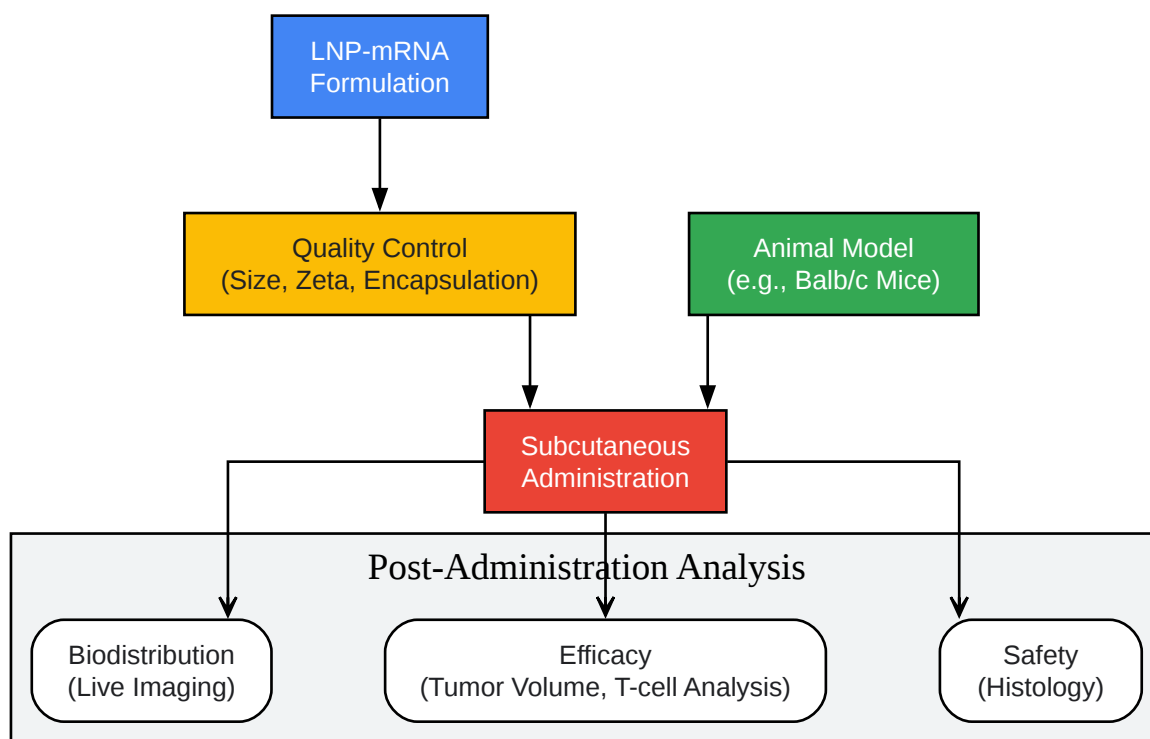 LNP-mRNA
Formulation
Quality Control
(Size, Zeta, Encapsulation)
Animal Model
(e.g., Balb/c Mice)
Subcutaneous
Administration
Post-Administration Analysis
Biodistribution
(Live Imaging)
Efficacy
(Tumor Volume, T-cell Analysis)
Safety
(Histology)